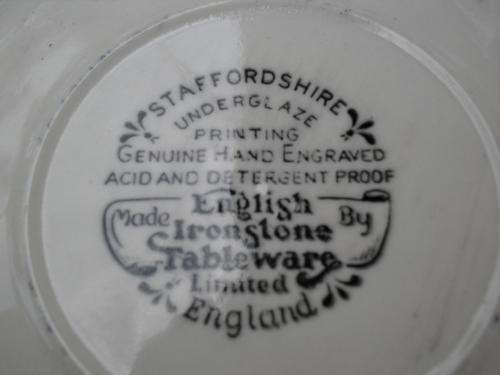 STAFFORDSHIRE
UNDERGLAZE
PRINTING
GENUINE HAND ENGRAVED
ACID AND DETERGENT PROOF
Made English By
Ironstone
Tableware
Limited
England